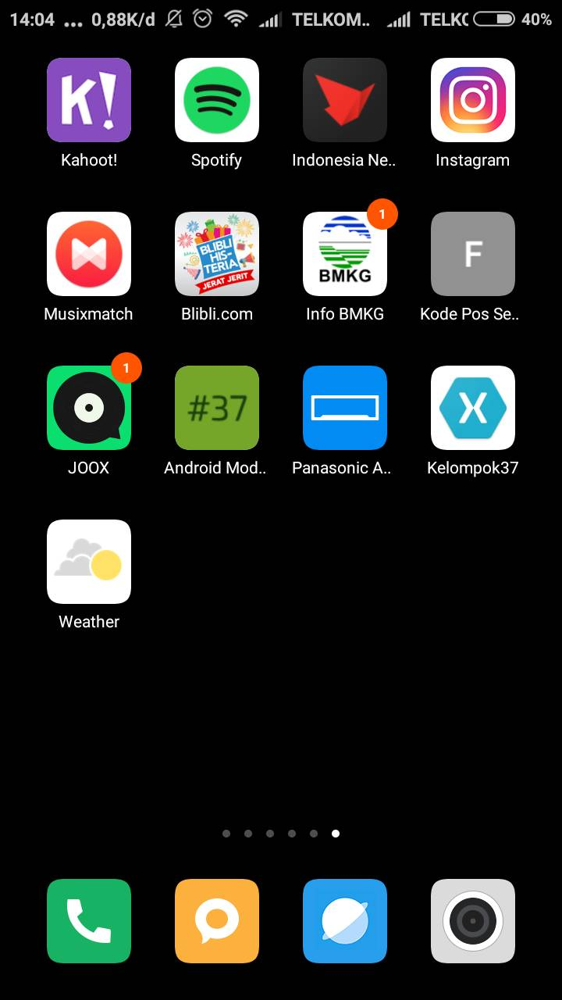 14:04 ... 0,88K/d TELKOM.. TELKO 40%
K!
Kahoot! Spotify Indonesia Ne.. Instagram
1
BLIBLI
HIS-
TERIA
JERAT JERIT
BMKG
F
Musixmatch Blibli.com Info BMKG Kode Pos Se..
1
#37
X
JOOX Android Mod.. Panasonic A.. Kelompok37
Weather